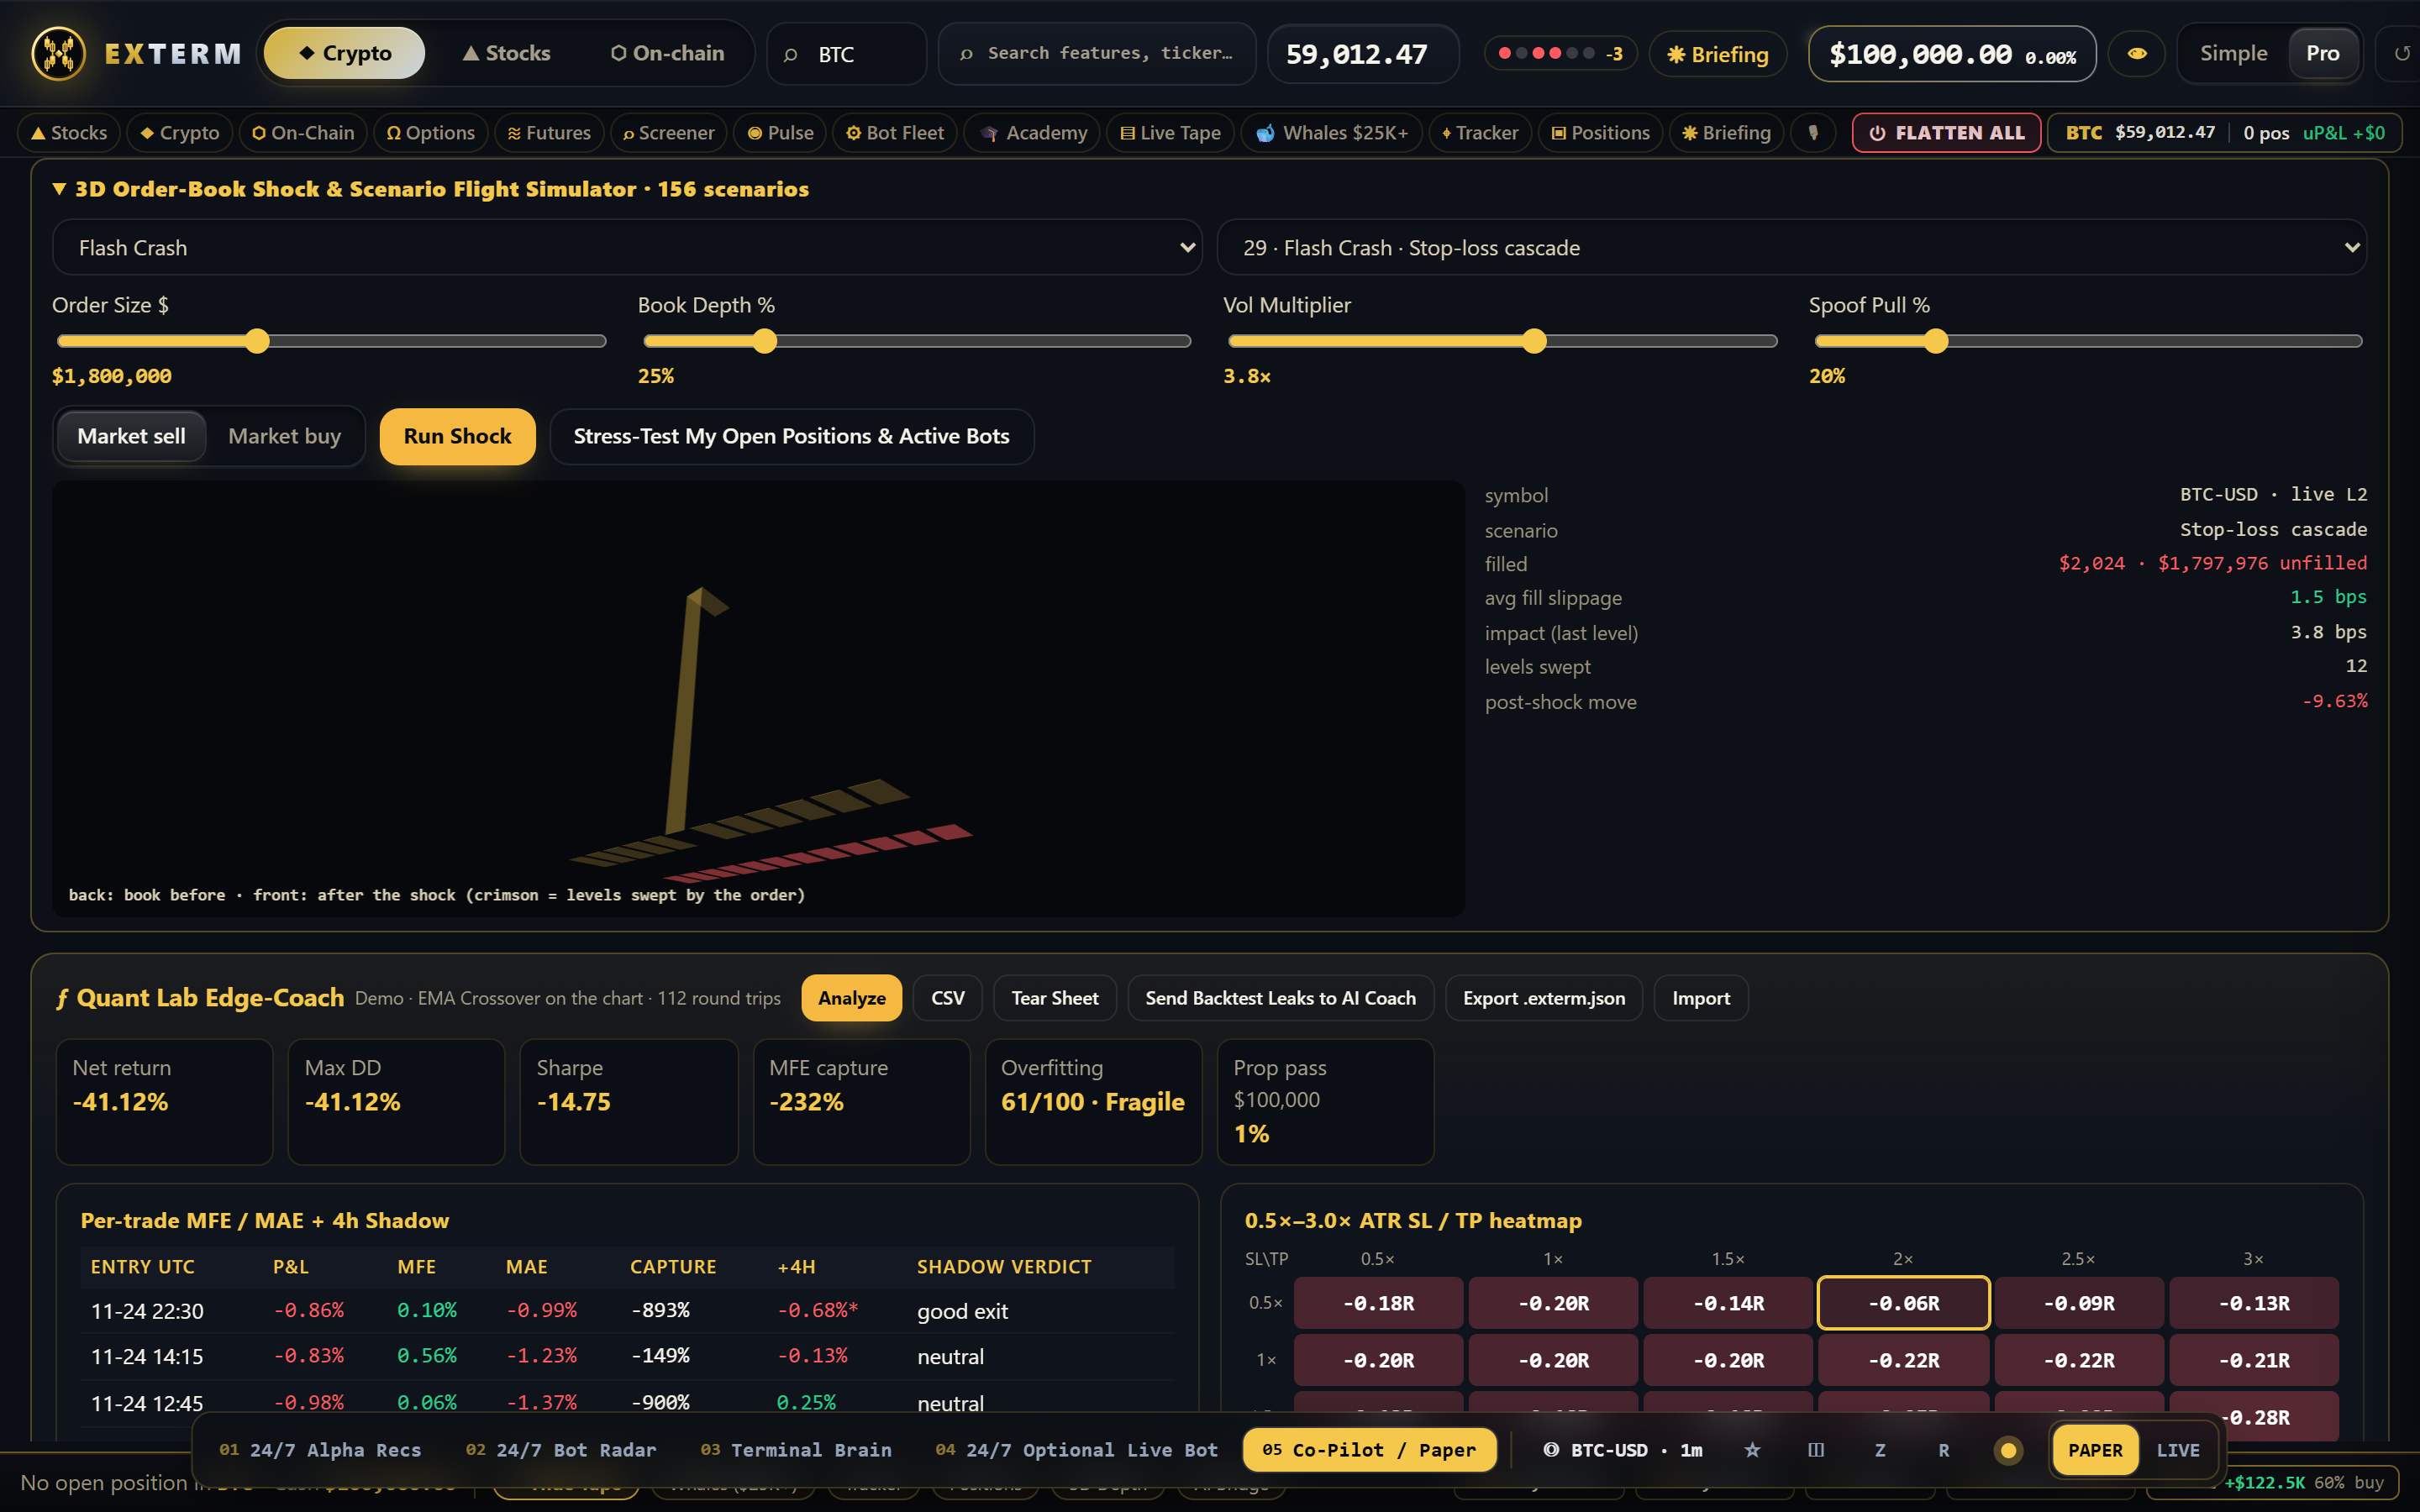 EXTERM
Crypto
Stocks
On-chain
BTC
Search features, ticker…
59,012.47
-3
Briefing
$100,000.00 0.00%
Simple
Pro
Stocks
Crypto
On-Chain
Options
Futures
Screener
Pulse
Bot Fleet
Academy
Live Tape
Whales $25K+
Tracker
Positions
Briefing
FLATTEN ALL
BTC $59,012.47 0 pos uP&L +$0
▼ 3D Order-Book Shock & Scenario Flight Simulator · 156 scenarios
Flash Crash
29 · Flash Crash · Stop-loss cascade
Order Size $
Book Depth %
Vol Multiplier
Spoof Pull %
$1,800,000
25%
3.8×
20%
Market sell
Market buy
Run Shock
Stress-Test My Open Positions & Active Bots
symbol BTC-USD · live L2
scenario Stop-loss cascade
filled $2,024 · $1,797,976 unfilled
avg fill slippage 1.5 bps
impact (last level) 3.8 bps
levels swept 12
post-shock move -9.63%
back: book before · front: after the shock (crimson = levels swept by the order)
ƒ Quant Lab Edge-Coach
Demo · EMA Crossover on the chart · 112 round trips
Analyze
CSV
Tear Sheet
Send Backtest Leaks to AI Coach
Export .exterm.json
Import
Net return
-41.12%
Max DD
-41.12%
Sharpe
-14.75
MFE capture
-232%
Overfitting
61/100 · Fragile
Prop pass
$100,000
1%
Per-trade MFE / MAE + 4h Shadow
ENTRY UTC P&L MFE MAE CAPTURE +4H SHADOW VERDICT
11-24 22:30 -0.86% 0.10% -0.99% -893% -0.68%* good exit
11-24 14:15 -0.83% 0.56% -1.23% -149% -0.13% neutral
11-24 12:45 -0.98% 0.06% -1.37% -900% 0.25% neutral
0.5×–3.0× ATR SL / TP heatmap
SL\TP 0.5× 1× 1.5× 2× 2.5× 3×
0.5× -0.18R -0.20R -0.14R -0.06R -0.09R -0.13R
1× -0.20R -0.20R -0.20R -0.22R -0.22R -0.21R
-0.28R
01 24/7 Alpha Recs
02 24/7 Bot Radar
03 Terminal Brain
04 24/7 Optional Live Bot
05 Co-Pilot / Paper
BTC-USD · 1m
Z
R
PAPER
LIVE
No open position
+$122.5K 60% buy